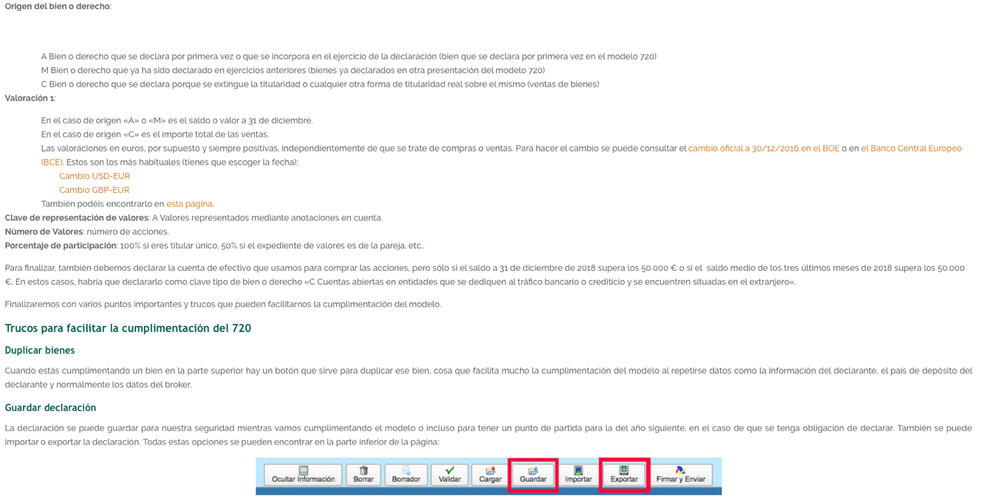 Origen del bien o derecho:
A Bien o derecho que se declara por primera vez o que se incorpora en el ejercicio de la declaración (bien que se declara por primera vez en el modelo 720)
M Bien o derecho que ya ha sido declarado en ejercicios anteriores (bienes ya declarados en otra presentación del modelo 720)
C Bien o derecho que se declara porque se extingue la titularidad o cualquier otra forma de titularidad real sobre el mismo (ventas de bienes)
Valoración 1:
En el caso de origen «A» o «M» es el saldo o valor a 31 de diciembre.
En el caso de origen «C» es el importe total de las ventas.
Las valoraciones en euros, por supuesto y siempre positivas, independientemente de que se trate de compras o ventas. Para hacer el cambio se puede consultar el cambio oficial a 30/12/2016 en el BOE o en el Banco Central Europeo
(BCE). Estos son los más habituales (tienes que escoger la fecha):
Cambio USD-EUR
Cambio GBP-EUR
También podéis encontrarlo en esta página.
Clave de representación de valores: A Valores representados mediante anotaciones en cuenta.
Número de Valores: número de acciones.
Porcentaje de participación: 100% si eres titular único, 50% si el expediente de valores es de la pareja, etc..
Para finalizar, también debemos declarar la cuenta de efectivo que usamos para comprar las acciones, pero sólo si el saldo a 31 de diciembre de 2018 supera los 50.000 € o si el saldo medio de los tres últimos meses de 2018 supera los 50.000
€. En estos casos, habría que declararlo como clave tipo de bien o derecho «C Cuentas abiertas en entidades que se dediquen al tráfico bancario o crediticio y se encuentren situadas en el extranjero«.
Finalizaremos con varios puntos importantes y trucos que pueden facilitarnos la cumplimentación del modelo.
Trucos para facilitar la cumplimentación del 720
Duplicar bienes
Cuando estás cumplimentando un bien en la parte superior hay un botón que sirve para duplicar ese bien, cosa que facilita mucho la cumplimentación del modelo al repetirse datos como la información del declarante, el país de depósito del
declarante y normalmente los datos del broker.
Guardar declaración
La declaración se puede guardar para nuestra seguridad mientras vamos cumplimentando el modelo o incluso para tener un punto de partida para la del año siguiente, en el caso de que se tenga obligación de declarar. También se puede
importar o exportar la declaración. Todas estas opciones se pueden encontrar en la parte inferior de la página:
Ocultar Información Borrar Borrador Validar Cargar Guardar Importar Exportar Firmar y Enviar